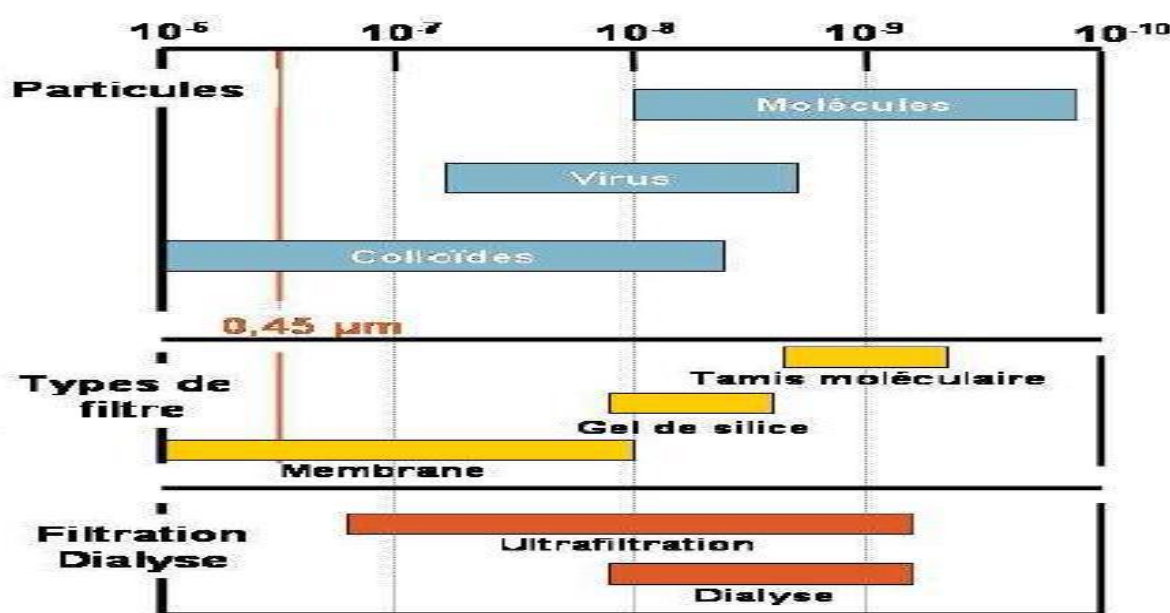 10⁻⁶ 10⁻⁷ 10⁻⁸ 10⁻⁹ 10⁻¹⁰
Particules
Molécules
Virus
Colloïdes
0,45 µm
Types de
filtre
Tamis moléculaire
Gel de silice
Membrane
Filtration
Dialyse
Ultrafiltration
Dialyse